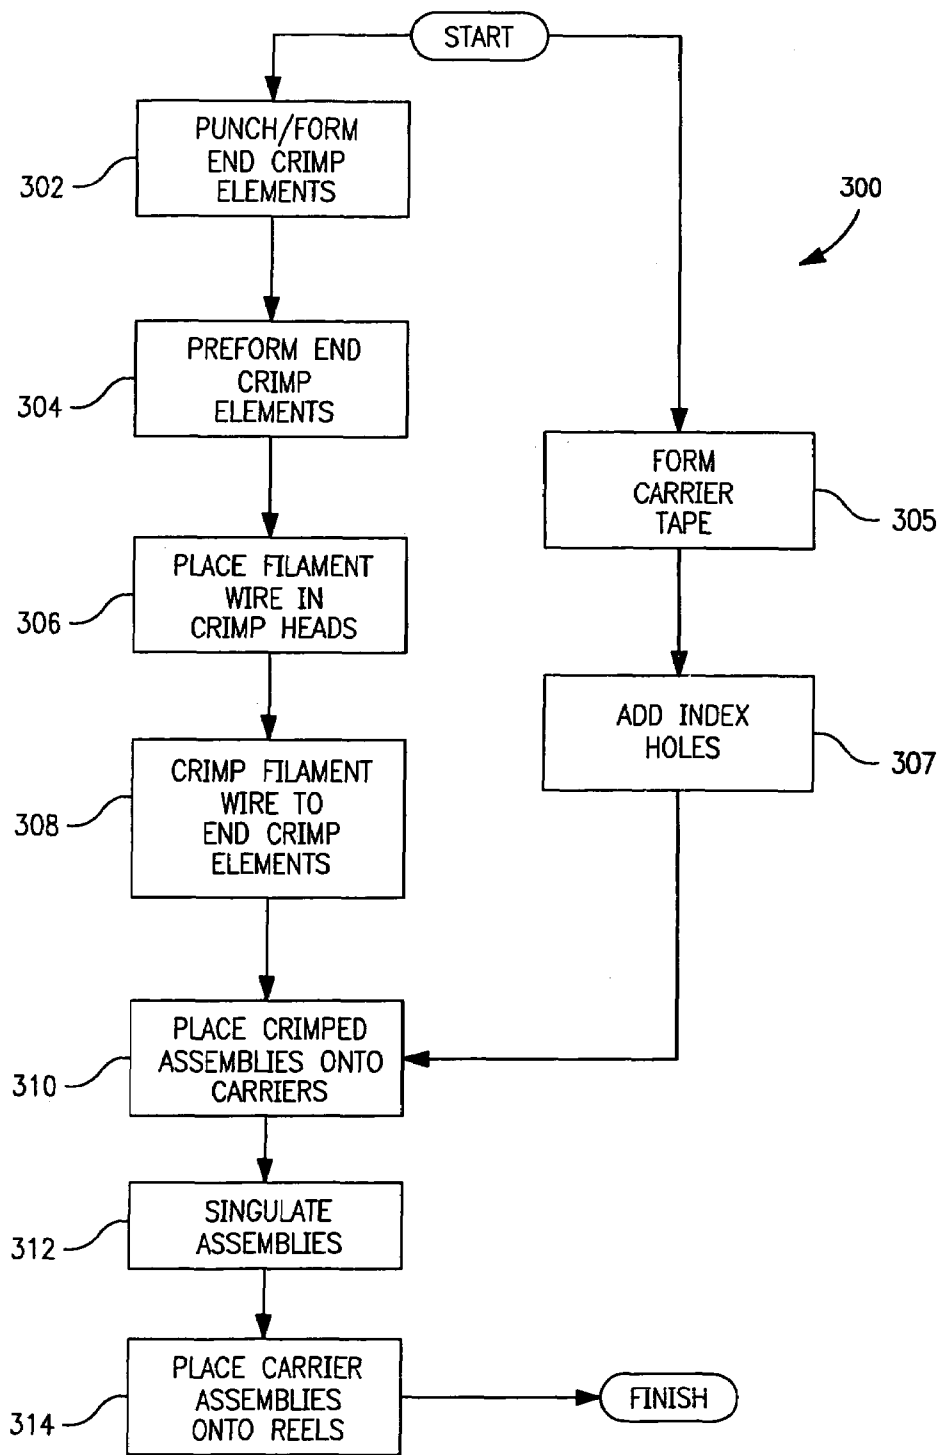 START
PUNCH/FORM
END CRIMP
ELEMENTS
302
300
PREFORM END
CRIMP
ELEMENTS
304
FORM
CARRIER
TAPE
305
PLACE FILAMENT
WIRE IN
CRIMP HEADS
306
ADD INDEX
HOLES
307
CRIMP FILAMENT
WIRE TO
END CRIMP
ELEMENTS
308
PLACE CRIMPED
ASSEMBLIES ONTO
CARRIERS
310
SINGULATE
ASSEMBLIES
312
PLACE CARRIER
ASSEMBLIES
ONTO REELS
314
FINISH